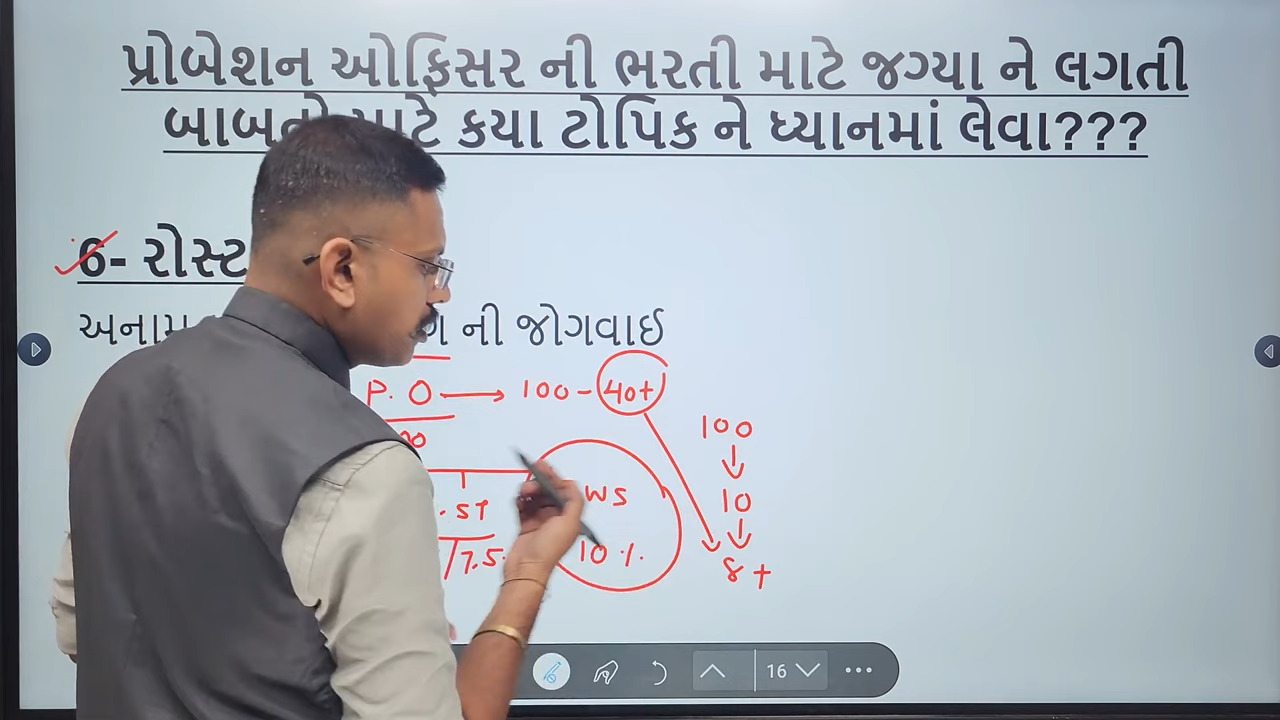 પ્રોબેશન ઓફિસર ની ભરતી માટે જગ્યા ને લગતી
કયા ટોપિક ને ધ્યાનમાં લેવા???
6-
ની જોગવાઈ
P. O → 100 - 40+
100
10
8+
ST
7.5
WS
10 %.
16